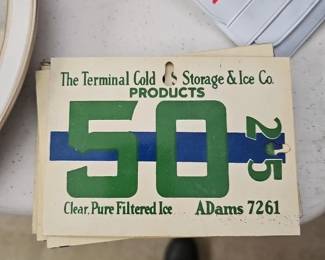 The Terminal Cold Storage & Ice Co.
PRODUCTS
50
25
Clear, Pure Filtered Ice ADams 7261